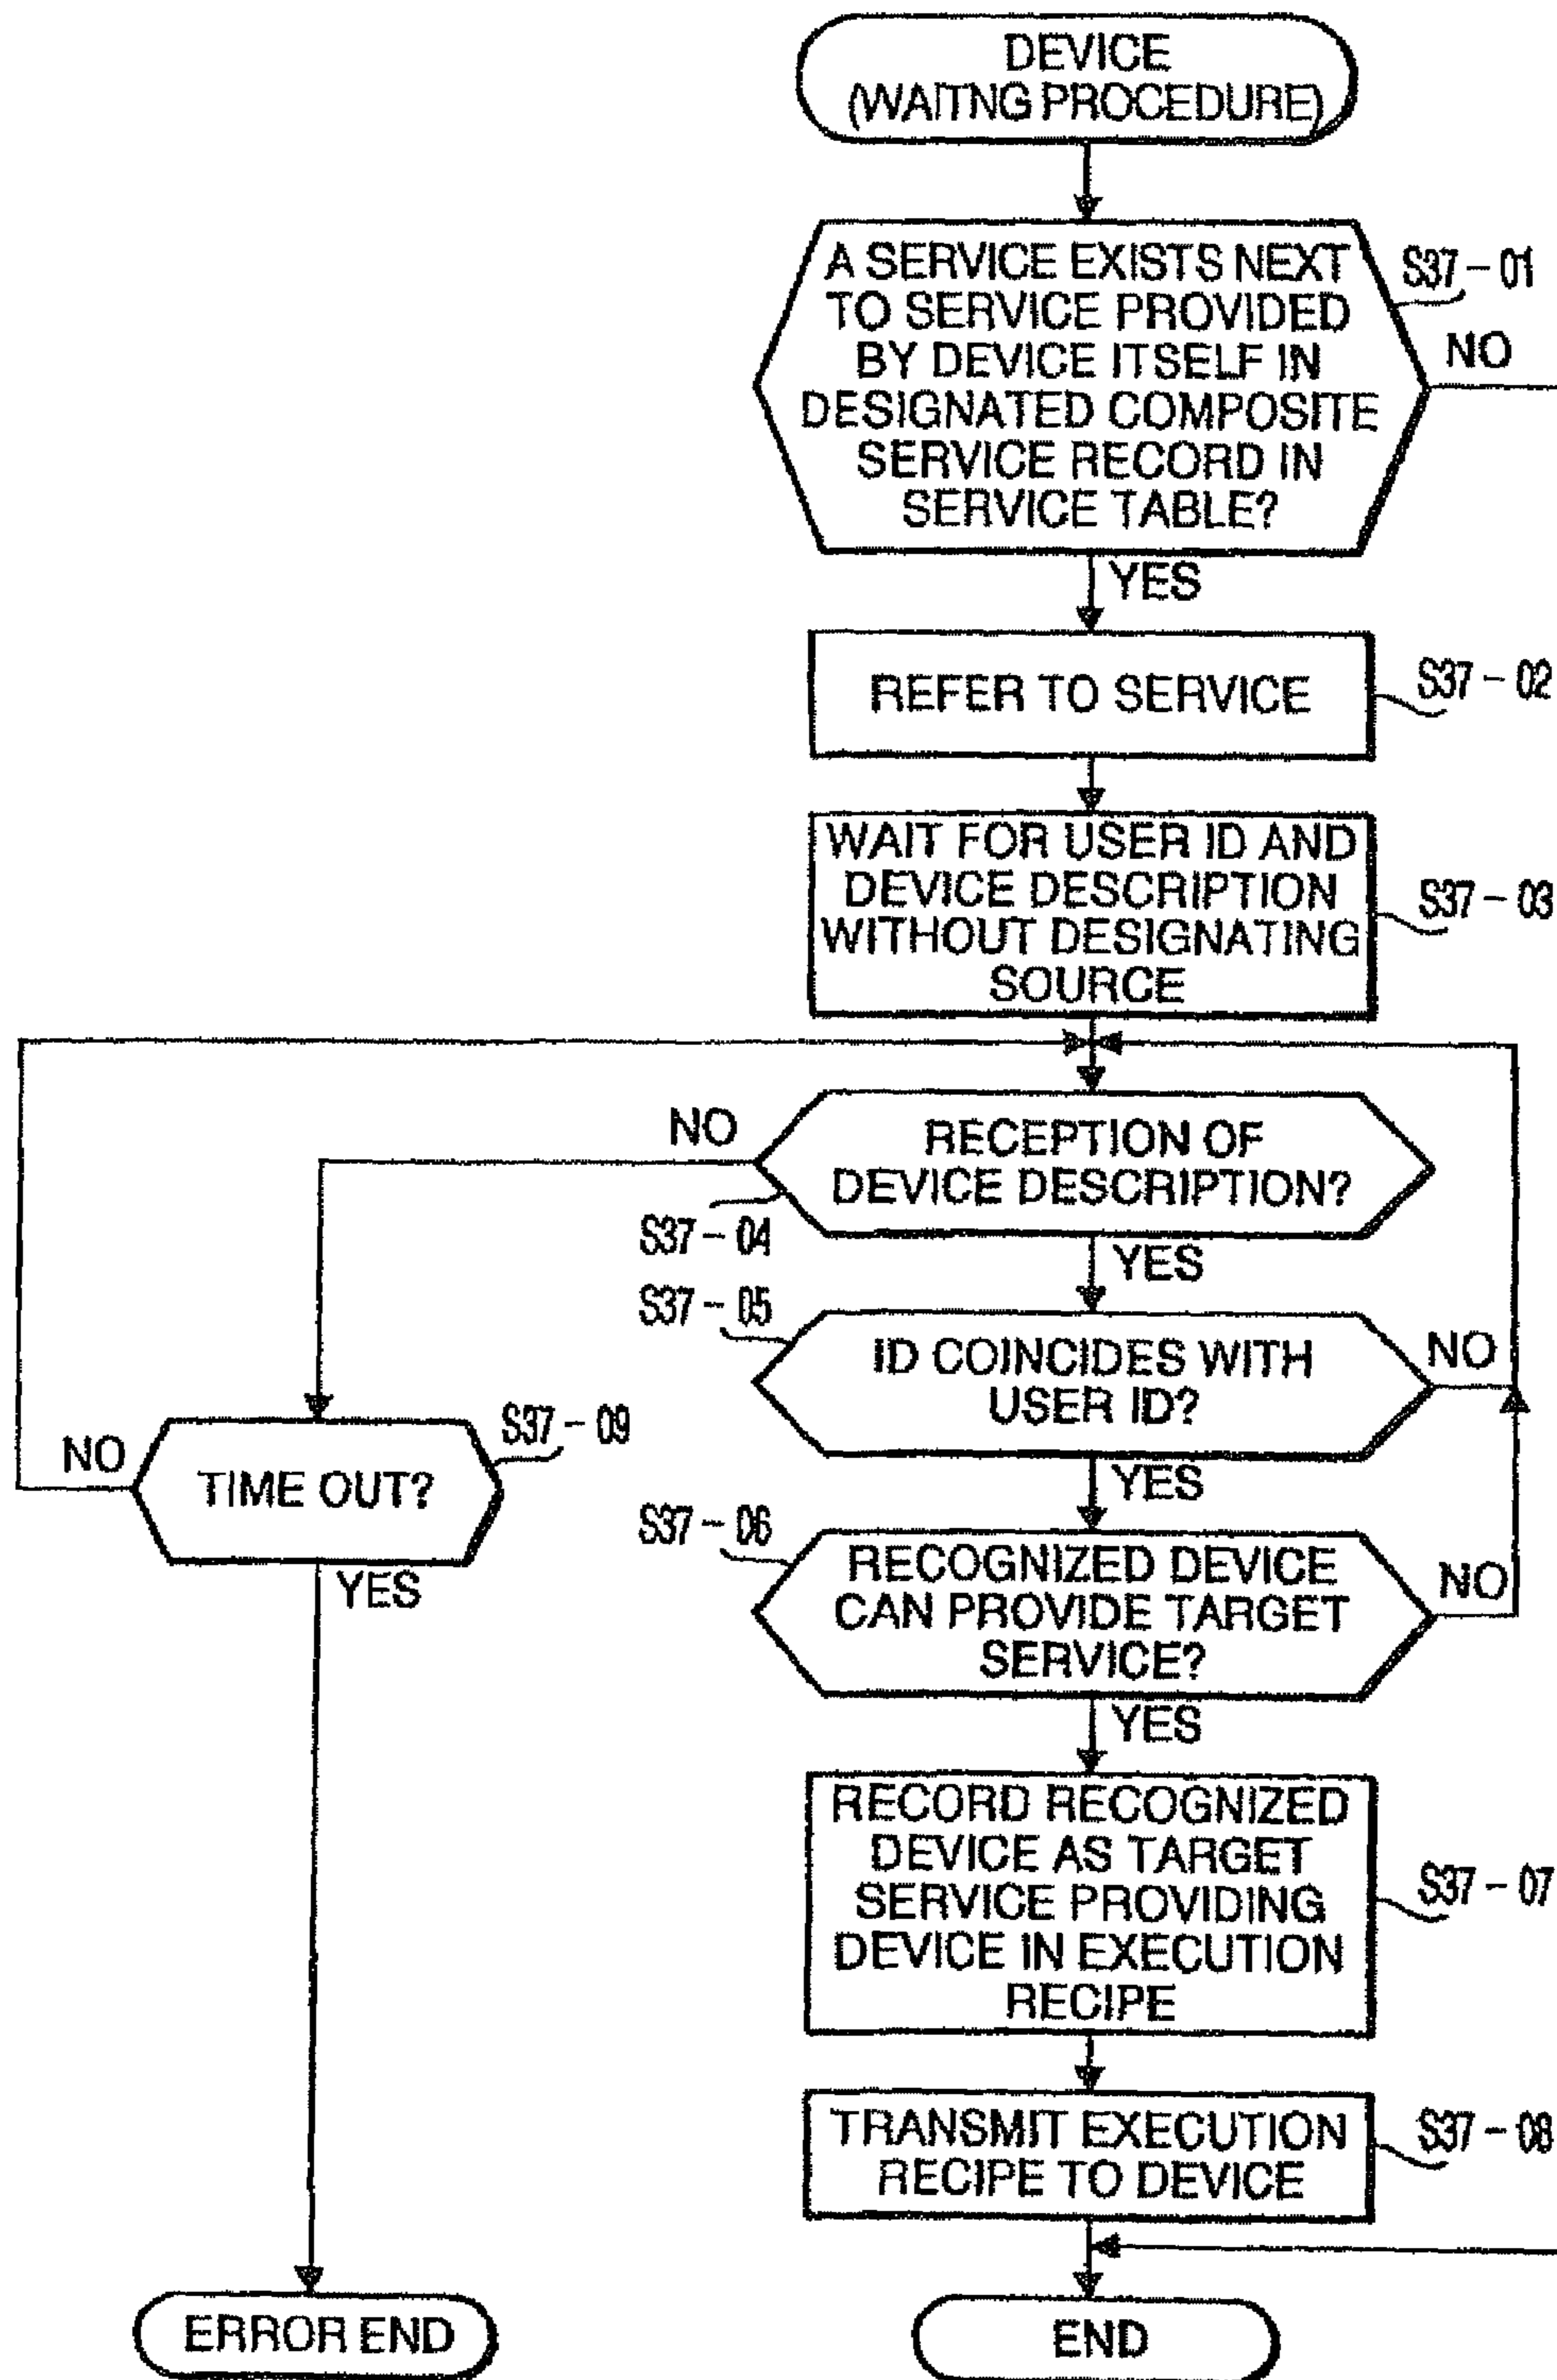 DEVICE
(WAITNG PROCEDURE)
A SERVICE EXISTS NEXT
TO SERVICE PROVIDED
BY DEVICE ITSELF IN
DESIGNATED COMPOSITE
SERVICE RECORD IN
SERVICE TABLE?
S37-01
NO
YES
REFER TO SERVICE
S37-02
WAIT FOR USER ID AND
DEVICE DESCRIPTION
WITHOUT DESIGNATING
SOURCE
S37-03
NO
RECEPTION OF
DEVICE DESCRIPTION?
S37-04
YES
S37-05
ID COINCIDES WITH
USER ID?
NO
YES
NO
TIME OUT?
S37-09
YES
S37-06
RECOGNIZED DEVICE
CAN PROVIDE TARGET
SERVICE?
NO
YES
RECORD RECOGNIZED
DEVICE AS TARGET
SERVICE PROVIDING
DEVICE IN EXECUTION
RECIPE
S37-07
TRANSMIT EXECUTION
RECIPE TO DEVICE
S37-08
ERROR END
END